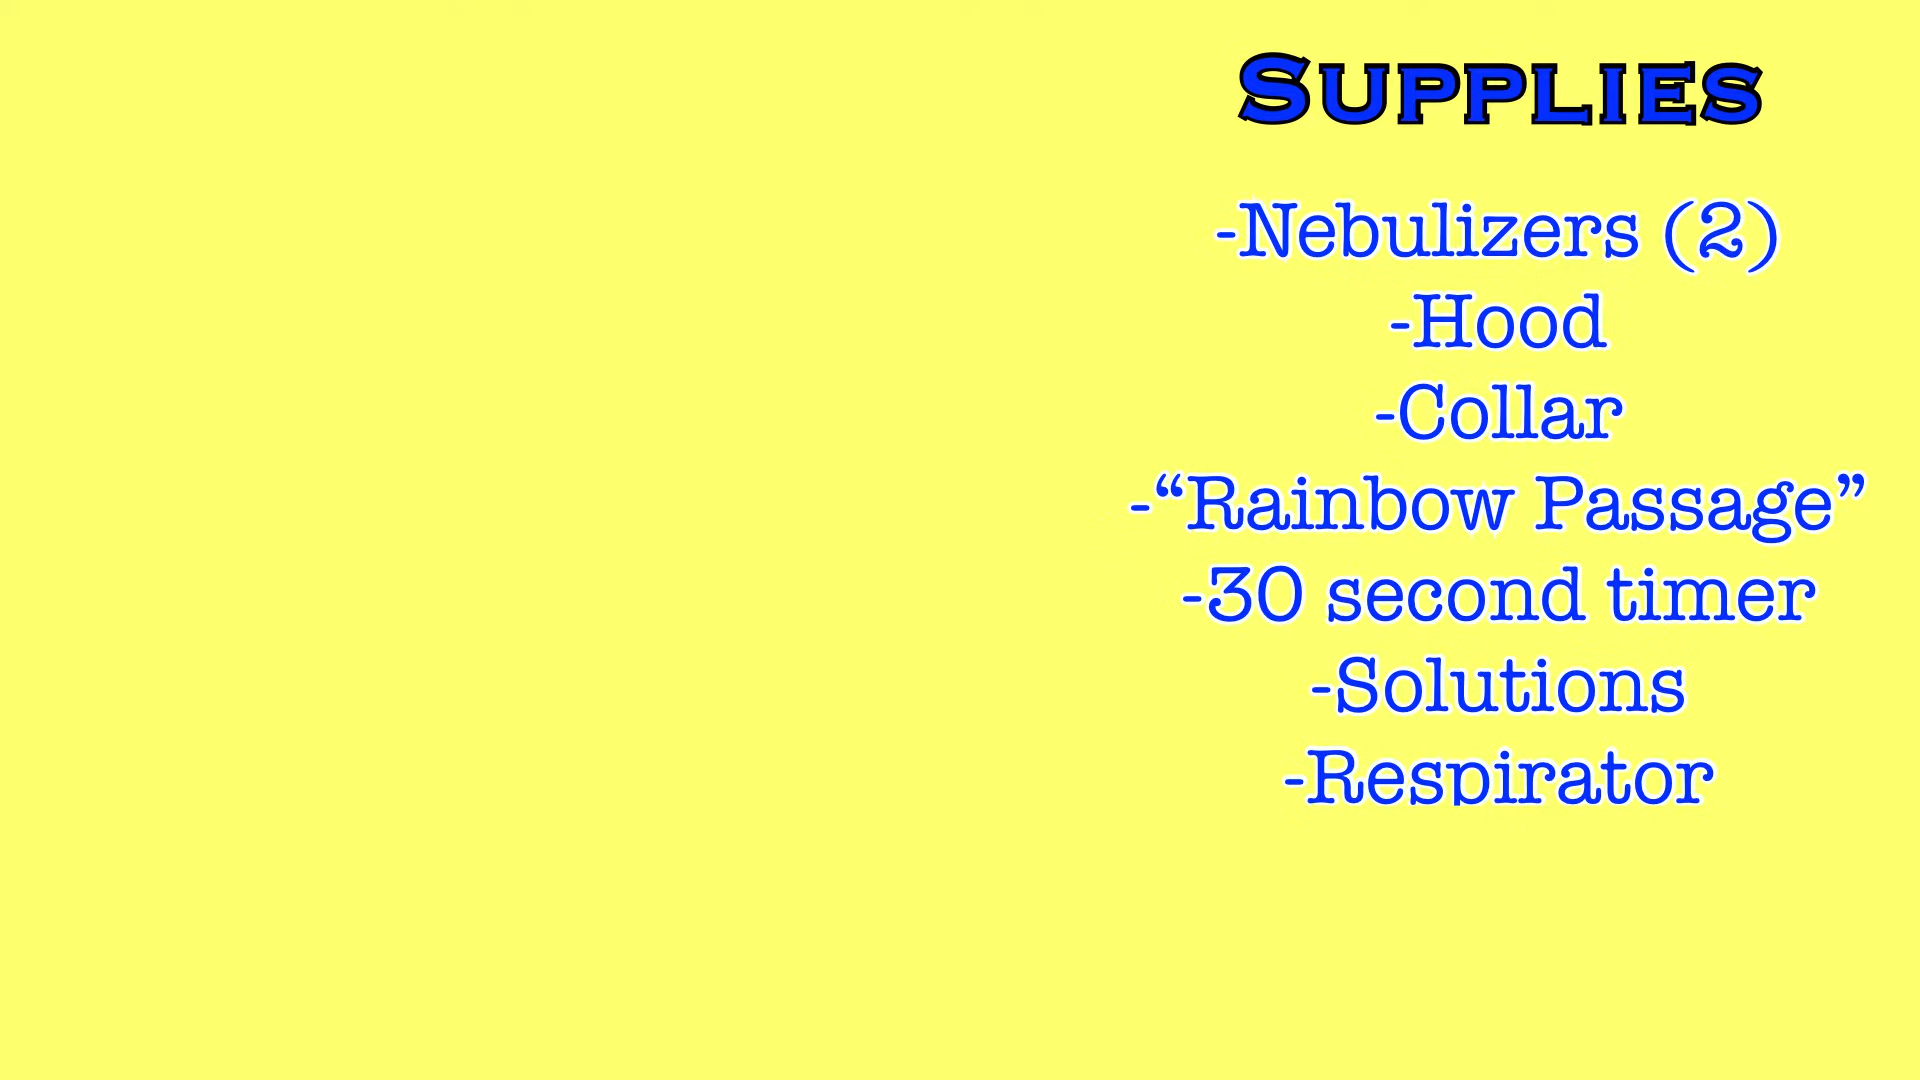 Supplies
-Nebulizers (2)
-Hood
-Collar
-“Rainbow Passage”
-30 second timer
-Solutions
-Respirator